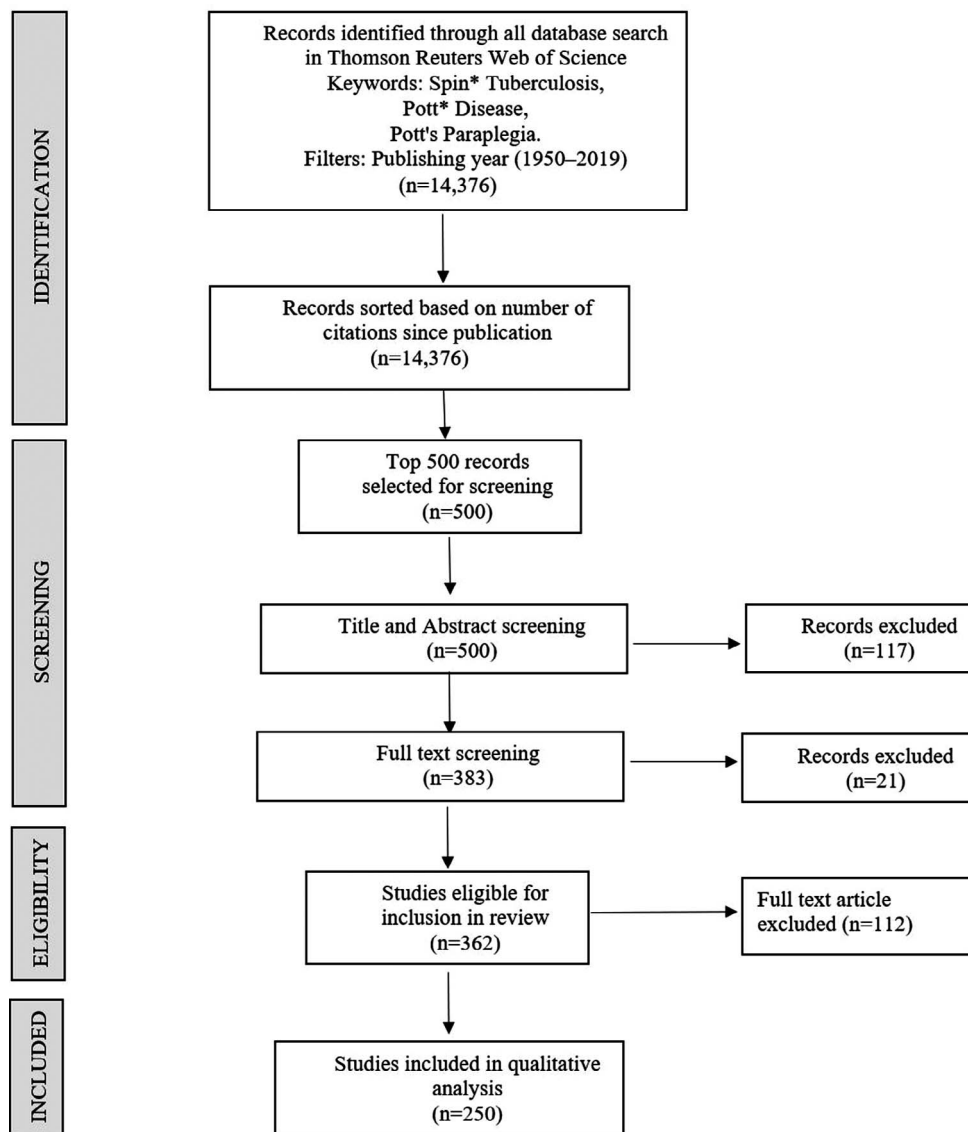 IDENTIFICATION
Records identified through all database search
in Thomson Reuters Web of Science
Keywords: Spin* Tuberculosis,
Pott* Disease,
Pott's Paraplegia.
Filters: Publishing year (1950–2019)
(n=14,376)
Records sorted based on number of
citations since publication
(n=14,376)
SCREENING
Top 500 records
selected for screening
(n=500)
Title and Abstract screening
(n=500)
Records excluded
(n=117)
Full text screening
(n=383)
Records excluded
(n=21)
ELIGIBILITY
Studies eligible for
inclusion in review
(n=362)
Full text article
excluded (n=112)
INCLUDED
Studies included in qualitative
analysis
(n=250)